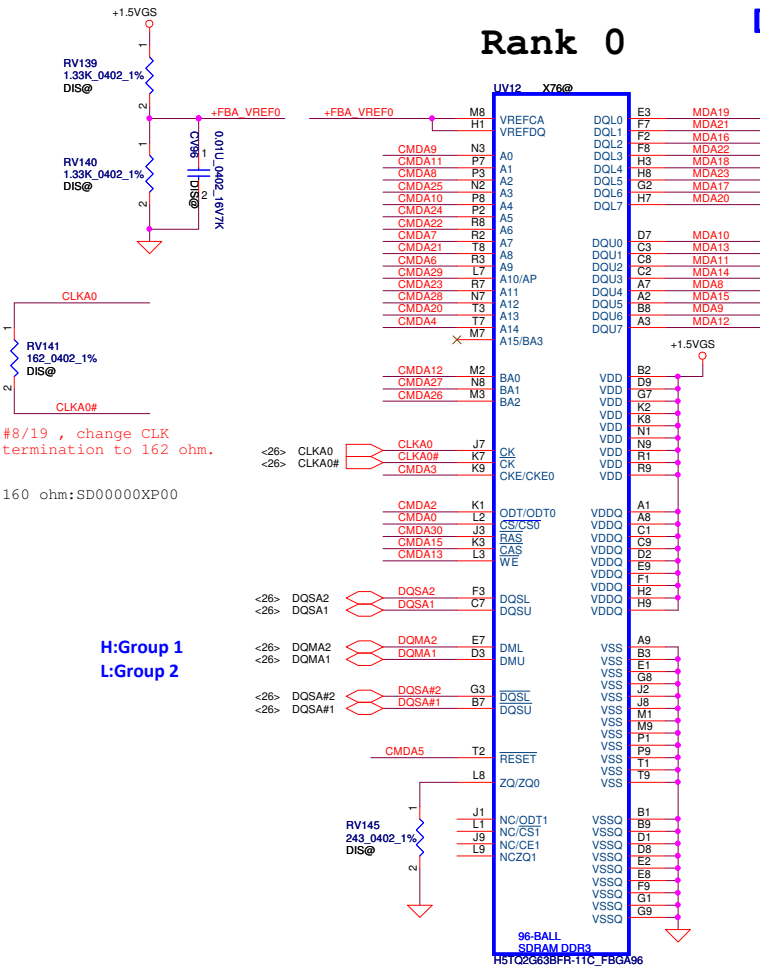 +1.5VGS
Rank 0
RV139
1.33K_0402_1%
DIS@
1
2
+FBA_VREF0
RV140
1.33K_0402_1%
DIS@
1
2
CV96
0.01U_0402_16V7K
DIS@
1
2
CLKA0
1
RV141
162_0402_1%
DIS@
2
CLKA0#
#8/19 , change CLK
termination to 162 ohm.
160 ohm:SD00000XP00
H:Group 1
L:Group 2
UV12 X76@
+FBA_VREF0 M8 VREFCA
H1 VREFDQ
CMDA9 N3 A0
CMDA11 P7 A1
CMDA8 P3 A2
CMDA25 N2 A3
CMDA10 P8 A4
CMDA24 P2 A5
CMDA22 R8 A6
CMDA7 R2 A7
CMDA21 T8 A8
CMDA6 R3 A9
CMDA29 L7 A10/AP
CMDA23 R7 A11
CMDA28 N7 A12
CMDA20 T3 A13
CMDA4 T7 A14
M7 A15/BA3
CMDA12 M2 BA0
CMDA27 N8 BA1
CMDA26 M3 BA2
<26> CLKA0 CLKA0 J7 CK
<26> CLKA0# CLKA0# K7 CK
CMDA3 K9 CKE/CKE0
CMDA2 K1 ODT/ODT0
CMDA0 L2 CS/CS0
CMDA30 J3 RAS
CMDA15 K3 CAS
CMDA13 L3 WE
<26> DQSA2 DQSA2 F3 DQSL
<26> DQSA1 DQSA1 C7 DQSU
<26> DQMA2 DQMA2 E7 DML
<26> DQMA1 DQMA1 D3 DMU
<26> DQSA#2 DQSA#2 G3 DQSL
<26> DQSA#1 DQSA#1 B7 DQSU
CMDA5 T2 RESET
L8 ZQ/ZQ0
1
RV145
243_0402_1%
DIS@
2
J1 NC/ODT1
L1 NC/CS1
J9 NC/CE1
L9 NCZQ1
DQL0 E3 MDA19
DQL1 F7 MDA21
DQL2 F2 MDA16
DQL3 F8 MDA22
DQL4 H3 MDA18
DQL5 H8 MDA23
DQL6 G2 MDA17
DQL7 H7 MDA20
DQU0 D7 MDA10
DQU1 C3 MDA13
DQU2 C8 MDA11
DQU3 C2 MDA14
DQU4 A7 MDA8
DQU5 A2 MDA15
DQU6 B8 MDA9
DQU7 A3 MDA12
+1.5VGS
VDD B2
VDD D9
VDD G7
VDD K2
VDD K8
VDD N1
VDD N9
VDD R1
VDD R9
VDDQ A1
VDDQ A8
VDDQ C1
VDDQ C9
VDDQ D2
VDDQ E9
VDDQ F1
VDDQ H2
VDDQ H9
VSS A9
VSS B3
VSS E1
VSS G8
VSS J2
VSS J8
VSS M1
VSS M9
VSS P1
VSS P9
VSS T1
VSS T9
VSSQ B1
VSSQ B9
VSSQ D1
VSSQ D8
VSSQ E2
VSSQ E8
VSSQ F9
VSSQ G1
VSSQ G9
96-BALL
SDRAM DDR3
H5TQ2G63BFR-11C_FBGA96